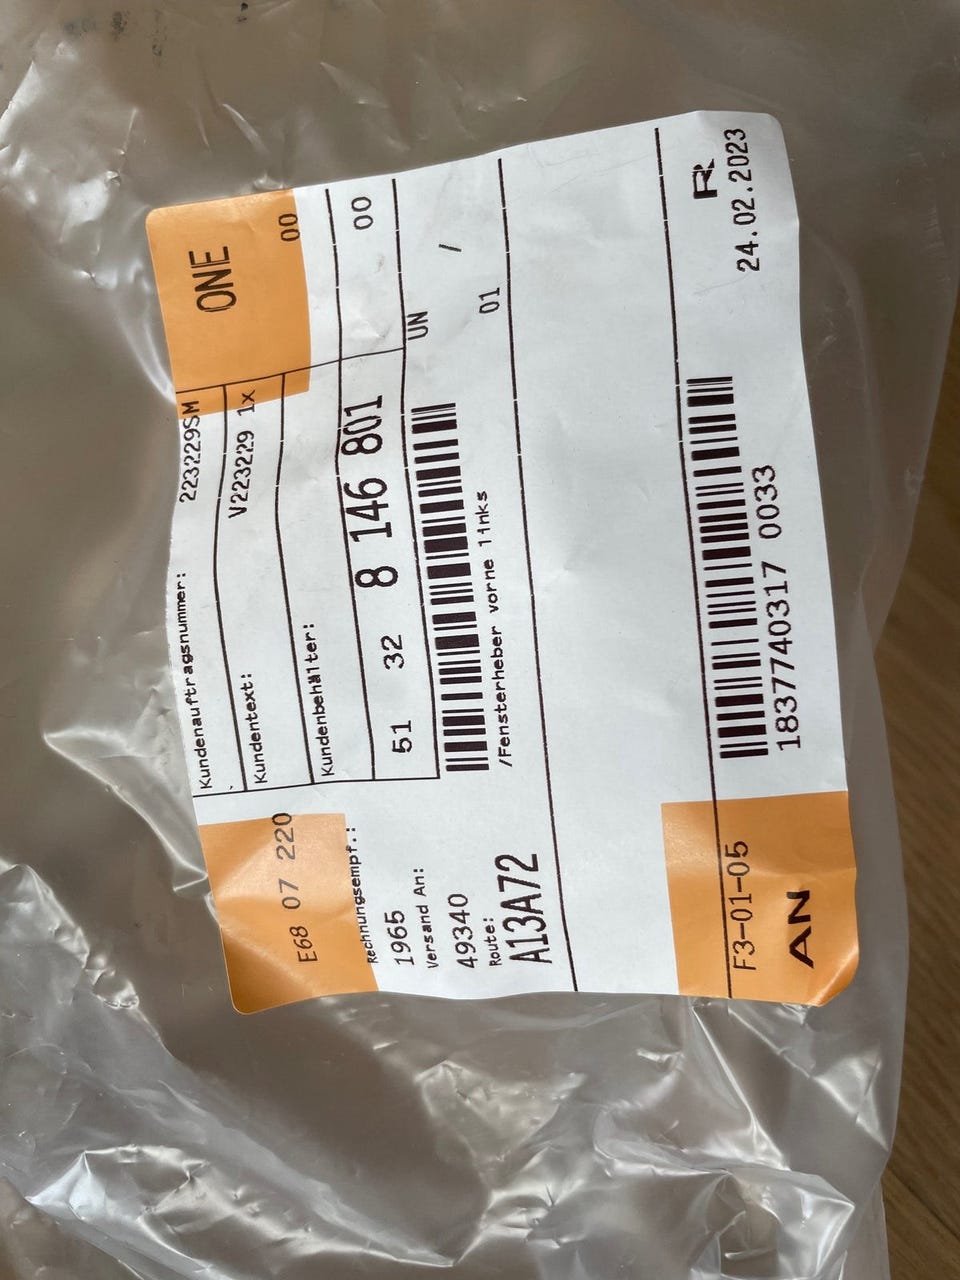 E68 07 220
Kundenauftragsnummer: 223229SM
ONE
Kundentext: V223229 1x
00
Kundenbehälter:
Rechnungsempf.:
1965
51 32 8 146 801 00
Versand An:
49340
UN /
Route:
A13A72
/Fensterheber vorne links 01
F3-01-05
R
AN
1837740317 0033
24.02.2023